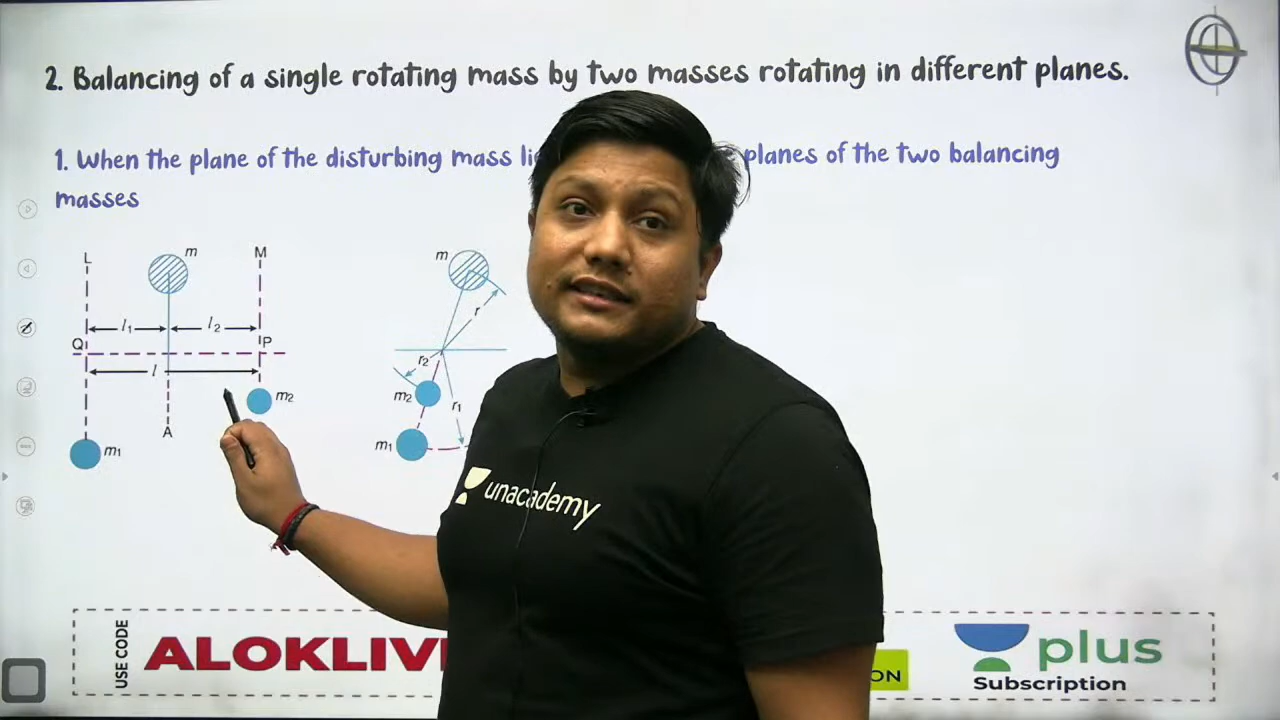 2. Balancing of a single rotating mass by two masses rotating in different planes.
1. When the plane of the disturbing mass planes of the two balancing
masses
L m M
m
l1 l2
r
Q P
r2
l
m2
m2
r1
A
m1
m1
unacademy
USE CODE
ALOKLIV
ON
plus
Subscription